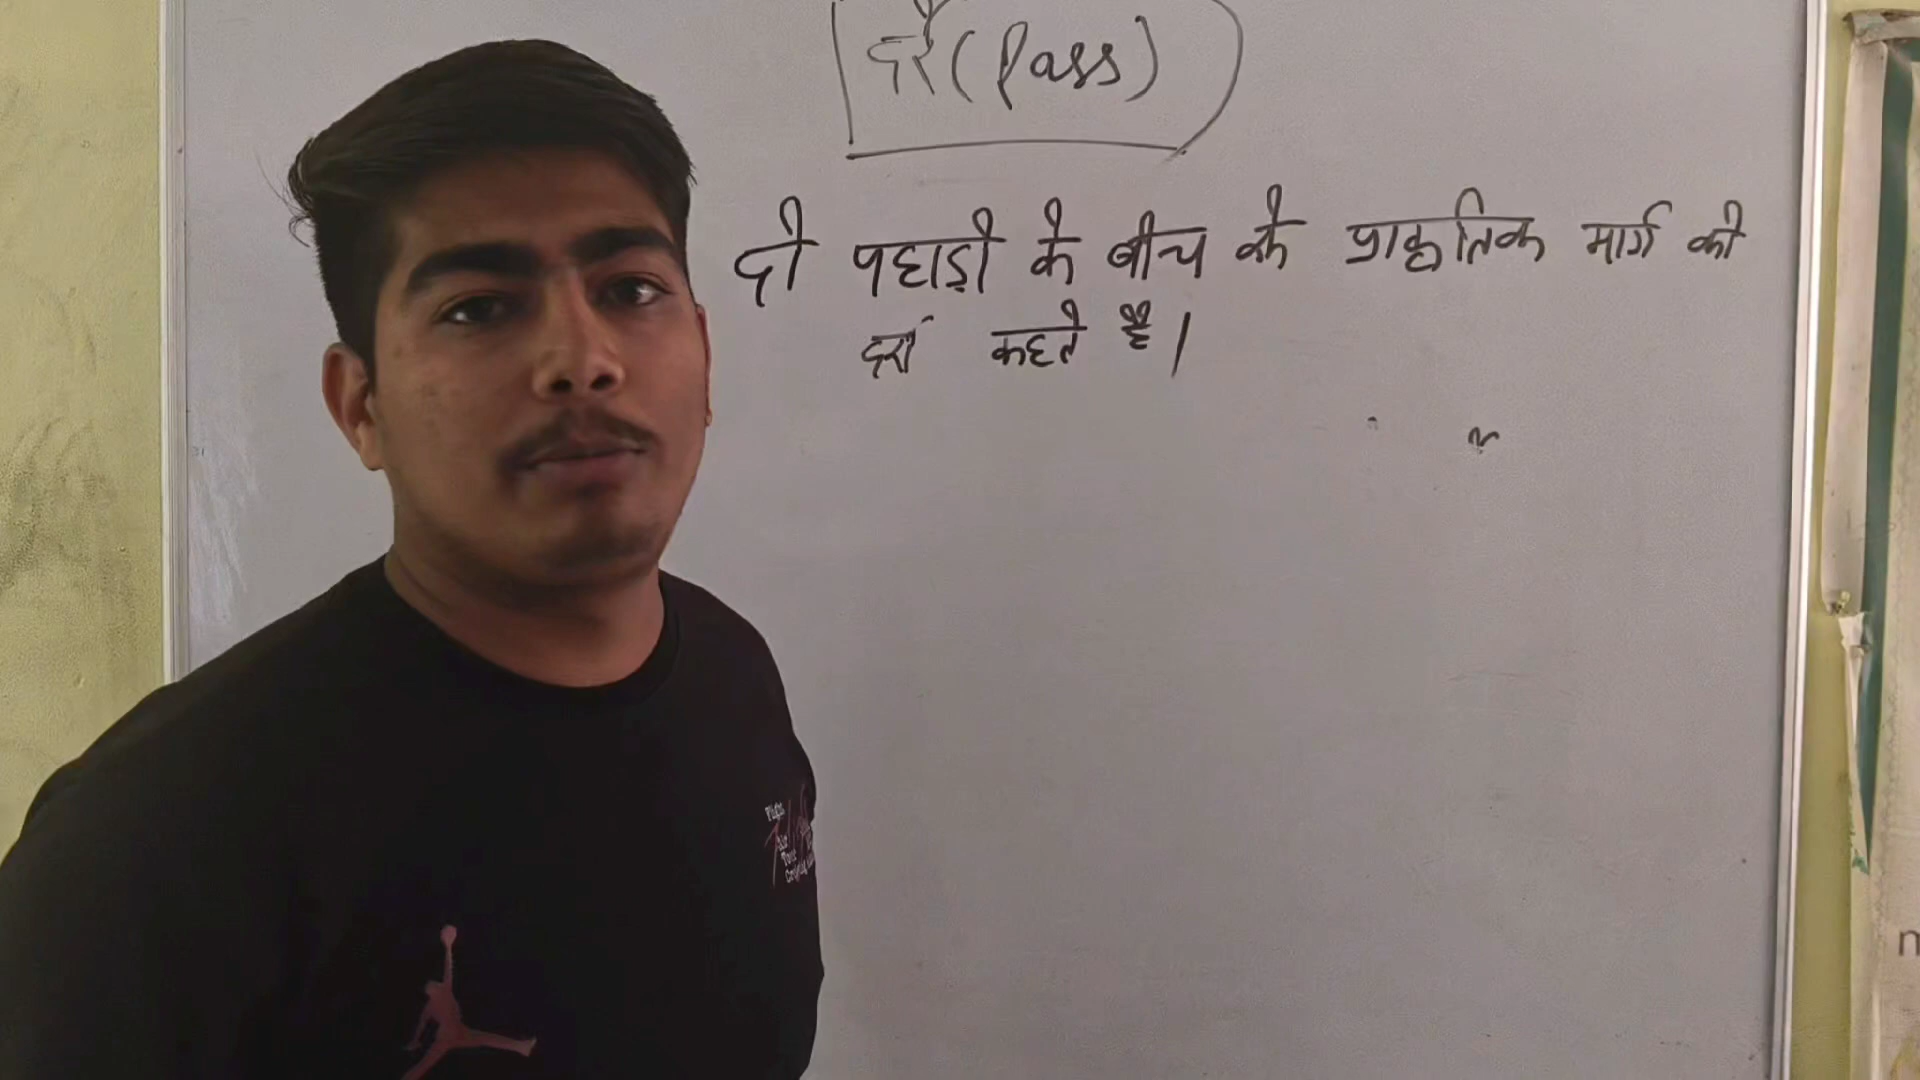 दर्रे (Pass)
दो पहाड़ो के बीच के प्राकृतिक मार्ग को
दर्रा कहते है।